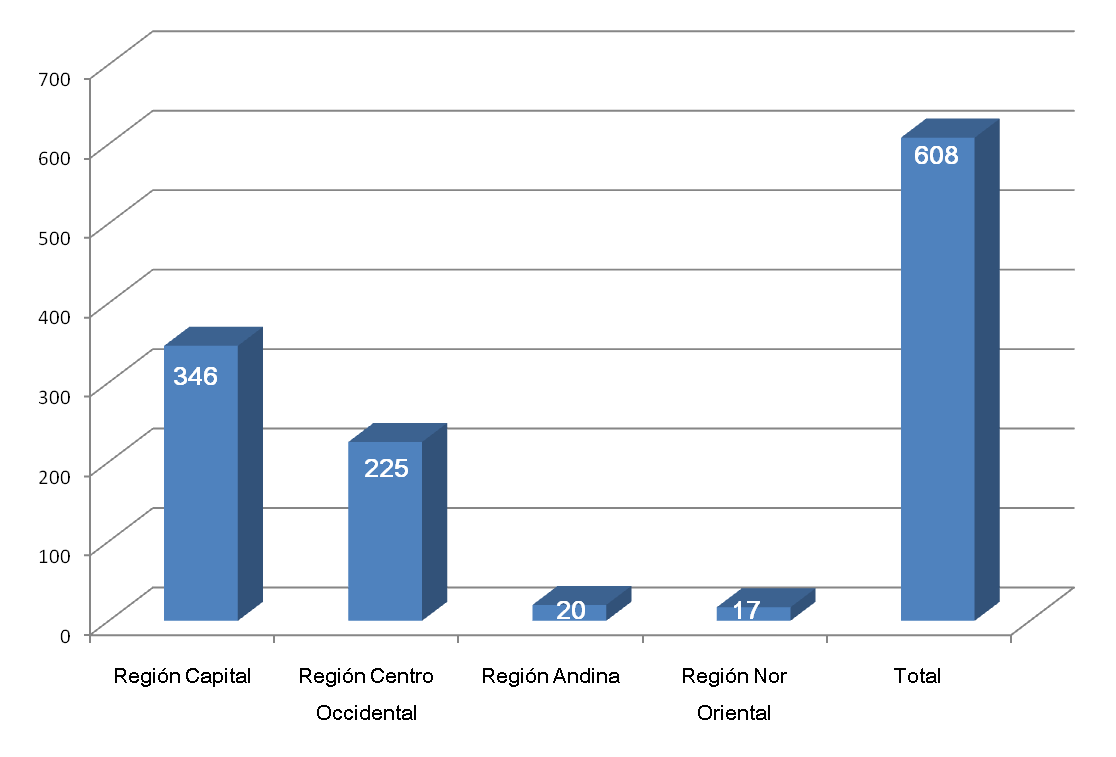 700
600
500
400
300
200
100
0
608
346
225
20
17
Región Capital
Región Centro
Occidental
Región Andina
Región Nor
Oriental
Total